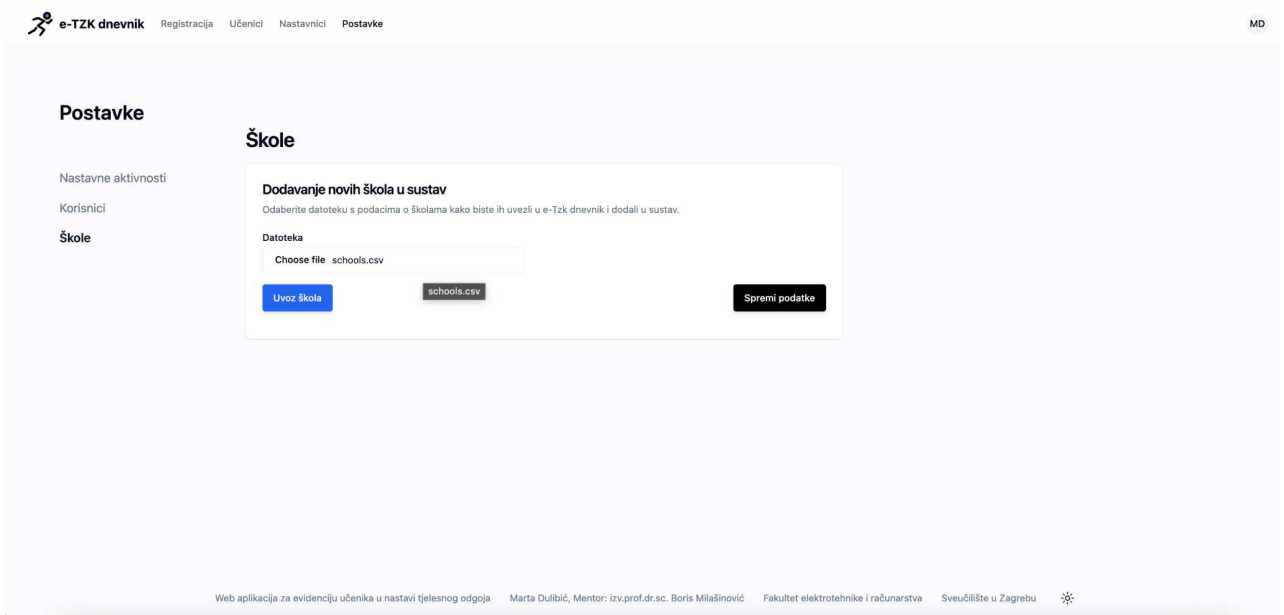 e-TZK dnevnik Registracija Učenici Nastavnici Postavke MD
Postavke
Nastavne aktivnosti
Korisnici
Škole
Škole
Dodavanje novih škola u sustav
Odaberite datoteku s podacima o školama kako biste ih uvezli u e-Tzk dnevnik i dodali u sustav.
Datoteka
Choose file schools.csv
schools.csv
Uvoz škola Spremi podatke
Web aplikacija za evidenciju učenika u nastavi tjelesnog odgoja Marta Dulibić, Mentor: izv.prof.dr.sc. Boris Milašinović Fakultet elektrotehnike i računarstva Sveučilište u Zagrebu